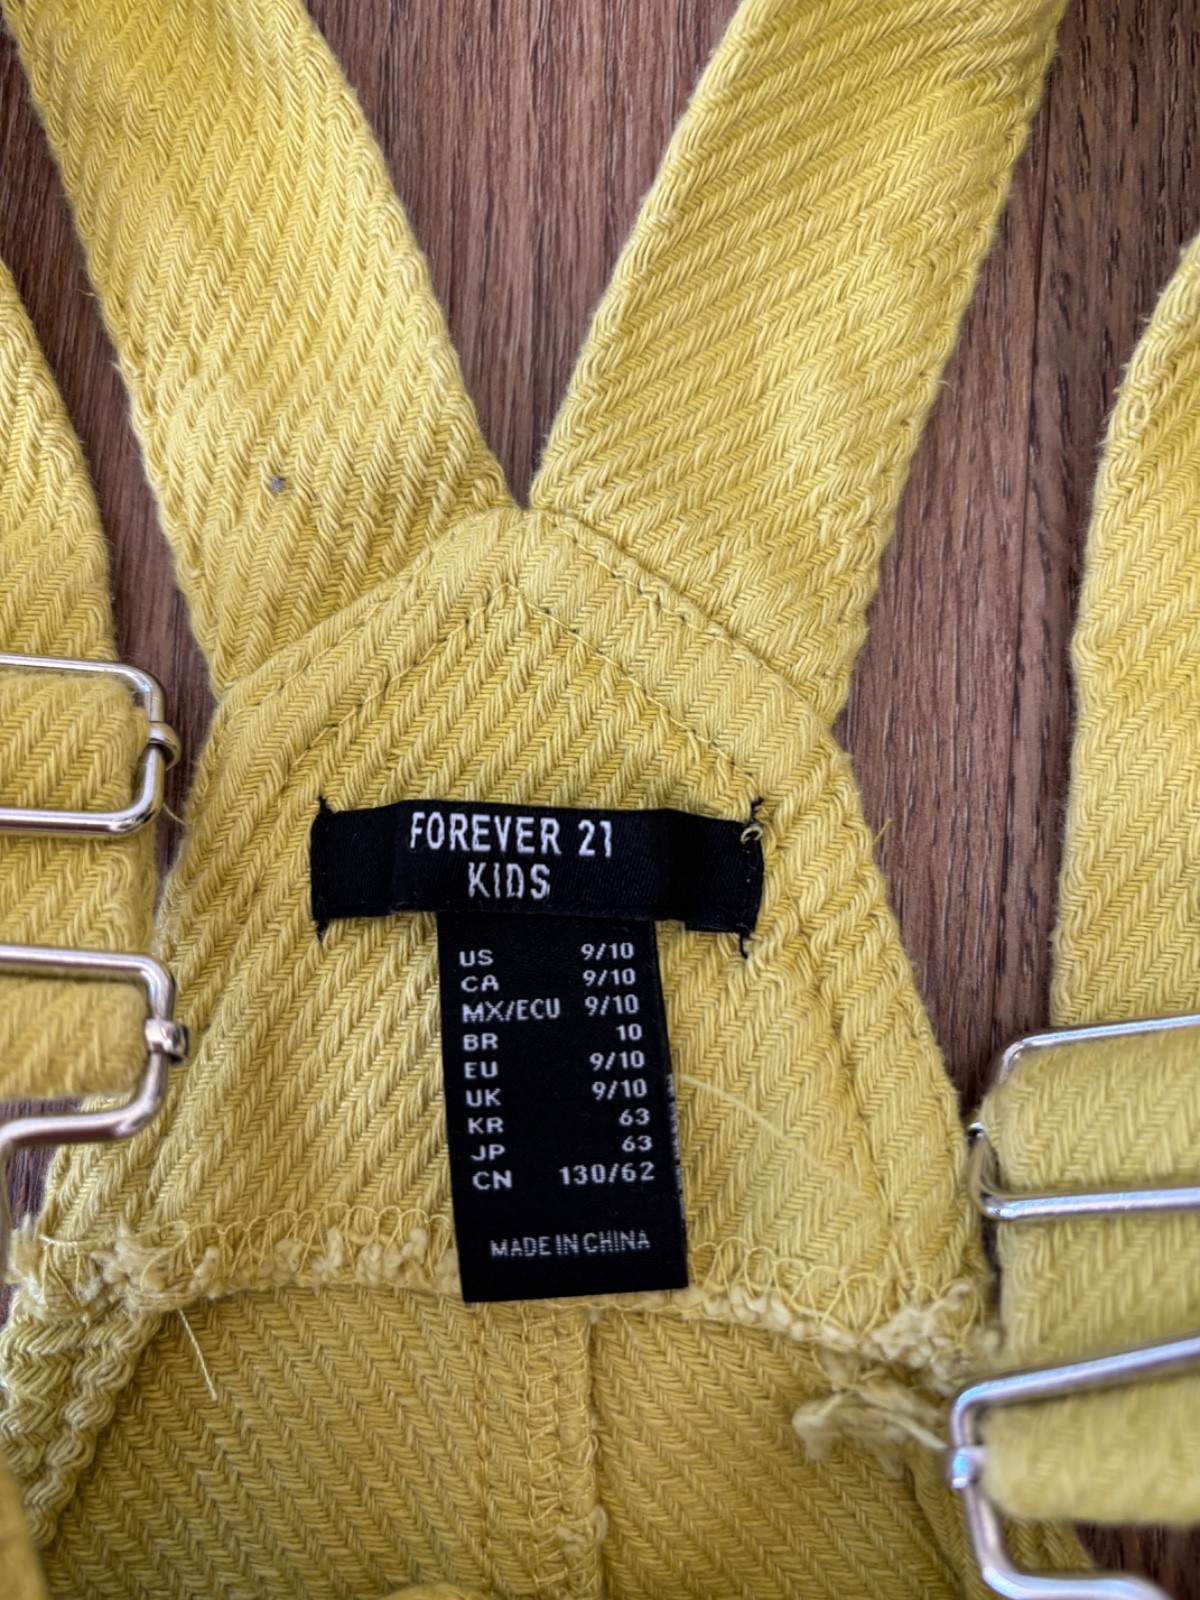 FOREVER 21
KIDS
US 9/10
CA 9/10
MX/ECU 9/10
BR 10
EU 9/10
UK 9/10
KR 63
JP 63
CN 130/62
MADE IN CHINA